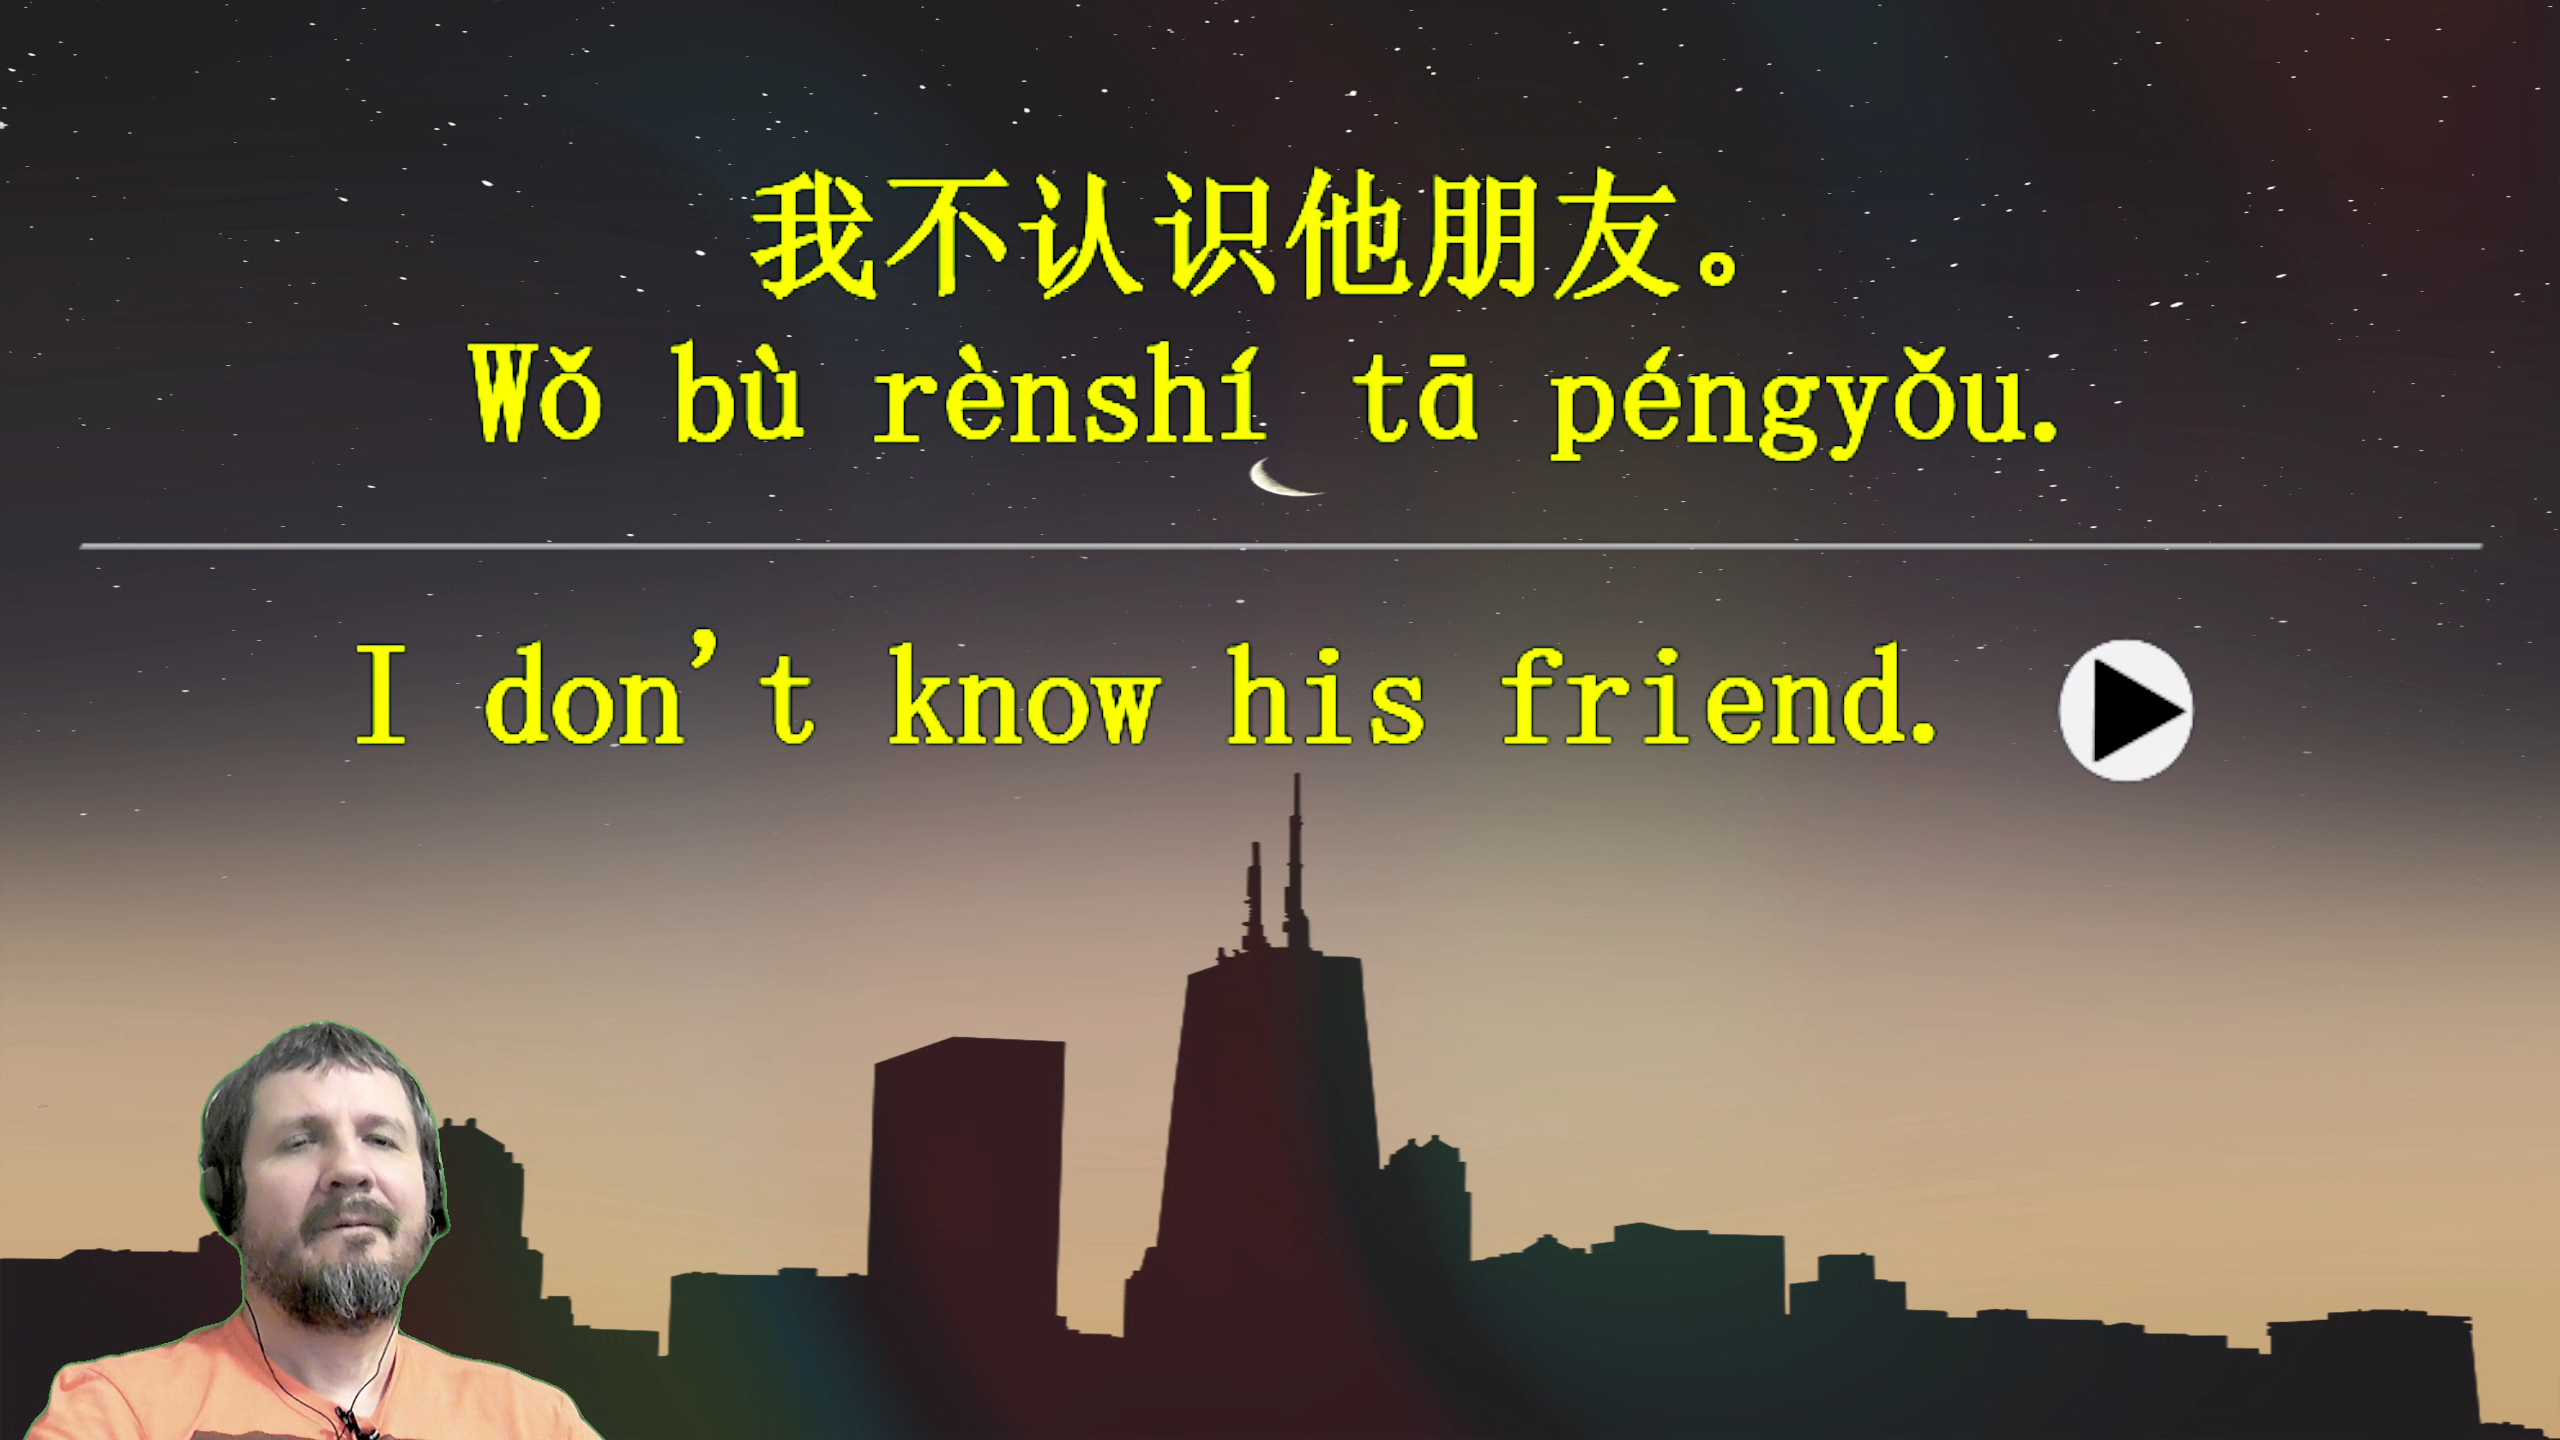 我不认识他朋友。
Wǒ bù rènshí tā péngyǒu.
I don't know his friend.